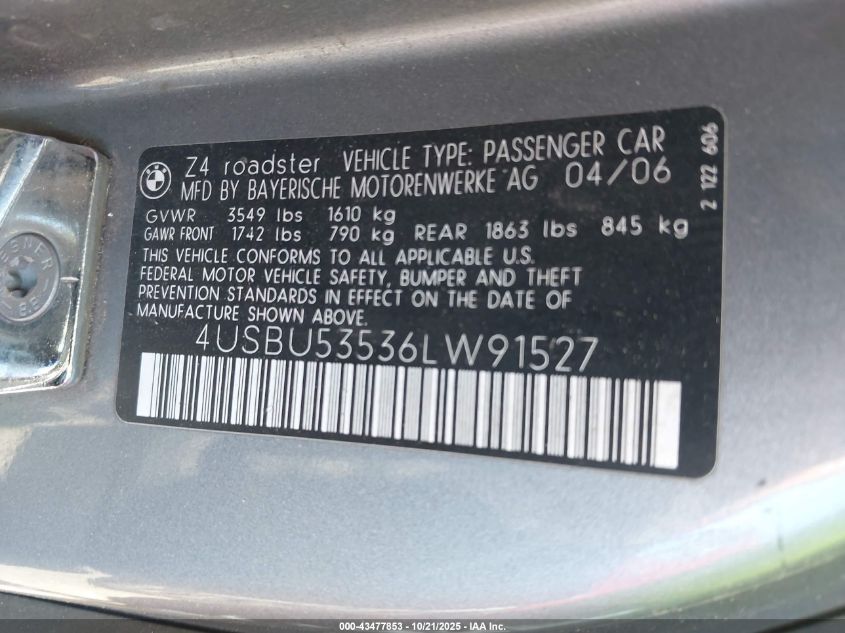 Z4 roadster VEHICLE TYPE: PASSENGER CAR
MFD BY BAYERISCHE MOTORENWERKE AG 04/06
GVWR 3549 lbs 1610 kg
GAWR FRONT 1742 lbs 790 kg REAR 1863 lbs 845 kg
THIS VEHICLE CONFORMS TO ALL APPLICABLE U.S.
FEDERAL MOTOR VEHICLE SAFETY, BUMPER AND THEFT
PREVENTION STANDARDS IN EFFECT ON THE DATE OF
MANUFACTURE SHOWN ABOVE.
4USBU53536LW91527
2 122 606
000-43477853 - 10/21/2025 - IAA Inc.